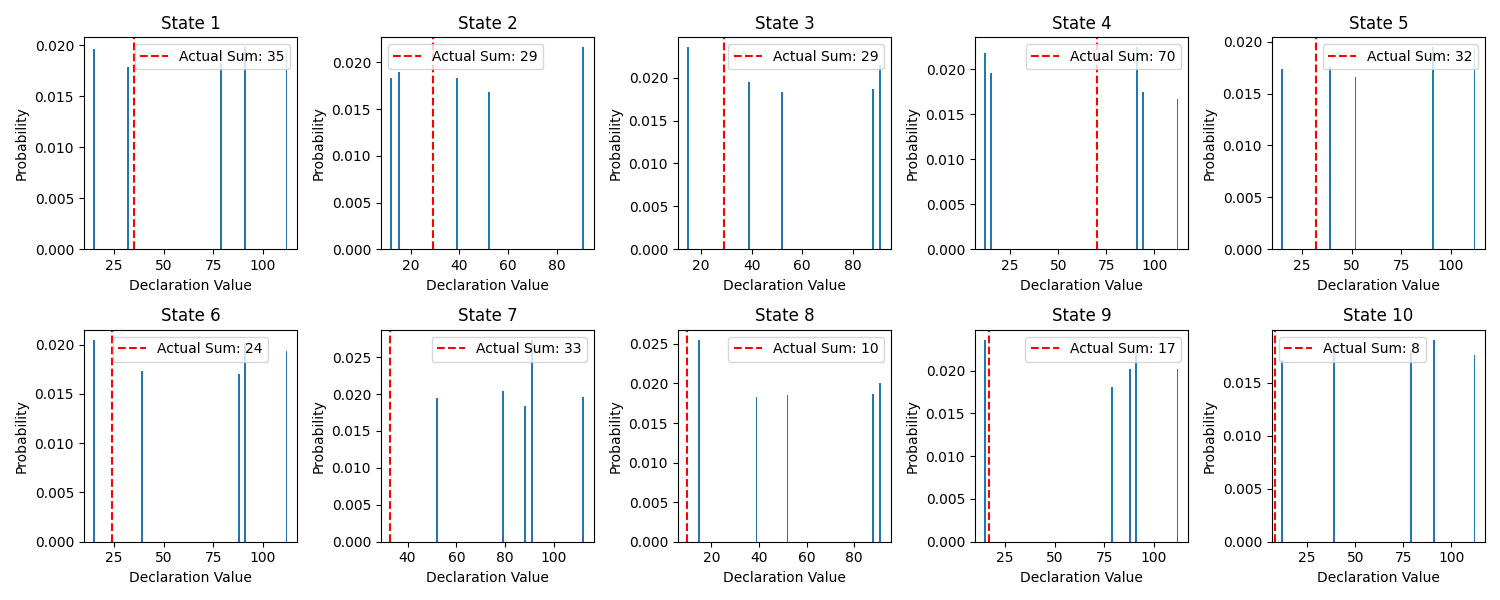 State 1
Actual Sum: 35
0.020
0.015
0.010
0.005
0.000
Probability
25 50 75 100
Declaration Value
State 2
Actual Sum: 29
0.020
0.015
0.010
0.005
0.000
Probability
20 40 60 80
Declaration Value
State 3
Actual Sum: 29
0.020
0.015
0.010
0.005
0.000
Probability
20 40 60 80
Declaration Value
State 4
Actual Sum: 70
0.020
0.015
0.010
0.005
0.000
Probability
25 50 75 100
Declaration Value
State 5
Actual Sum: 32
0.020
0.015
0.010
0.005
0.000
Probability
25 50 75 100
Declaration Value
State 6
Actual Sum: 24
0.020
0.015
0.010
0.005
0.000
Probability
25 50 75 100
Declaration Value
State 7
Actual Sum: 33
0.025
0.020
0.015
0.010
0.005
0.000
Probability
40 60 80 100
Declaration Value
State 8
Actual Sum: 10
0.025
0.020
0.015
0.010
0.005
0.000
Probability
20 40 60 80
Declaration Value
State 9
Actual Sum: 17
0.020
0.015
0.010
0.005
0.000
Probability
25 50 75 100
Declaration Value
State 10
Actual Sum: 8
0.015
0.010
0.005
0.000
Probability
25 50 75 100
Declaration Value